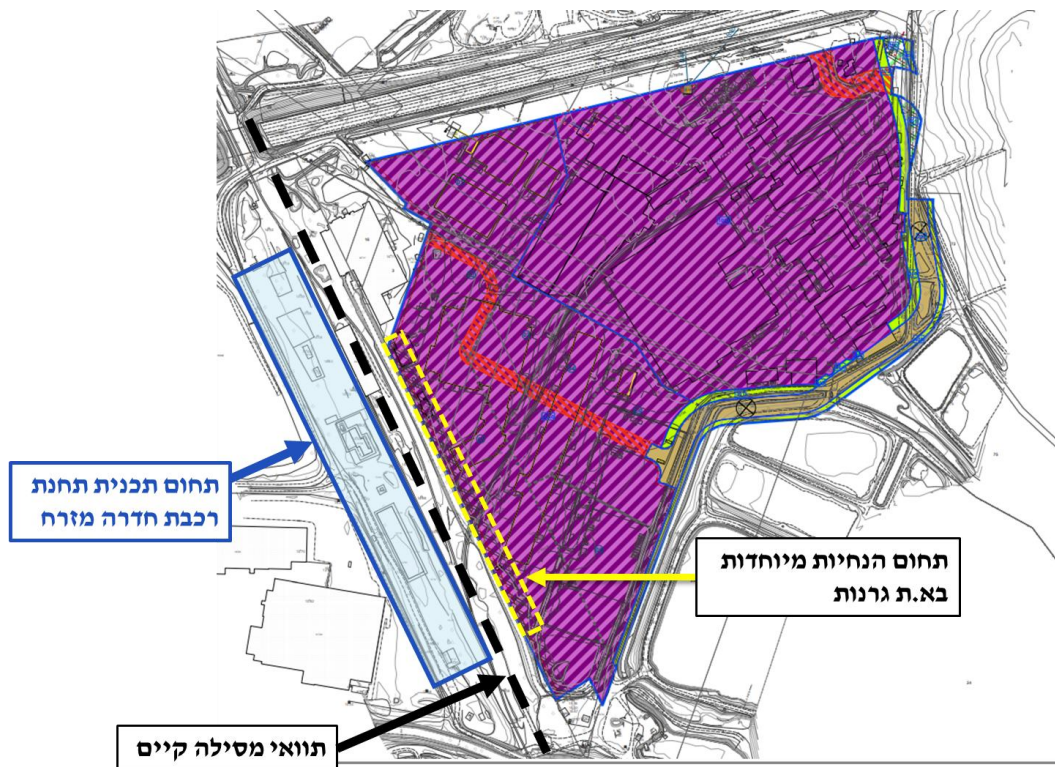 תחום תכנית תחנת
רכבת חדרה מזרח
תחום הנחיות מיוחדות
בא.ת גרנות
תוואי מסילה קיים